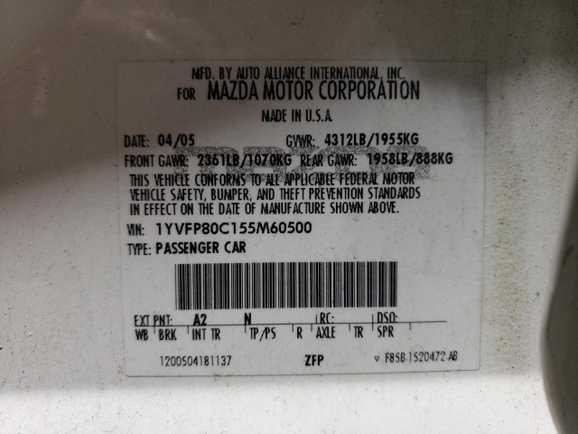 MFD. BY AUTO ALLIANCE INTERNATIONAL, INC.
FOR MAZDA MOTOR CORPORATION
MADE IN U.S.A.
DATE: 04/05 GVWR: 4312LB/1955KG
FRONT GAWR: 2361LB/1070KG REAR GAWR: 1958LB/888KG
THIS VEHICLE CONFORMS TO ALL APPLICABLE FEDERAL MOTOR
VEHICLE SAFETY, BUMPER, AND THEFT PREVENTION STANDARDS
IN EFFECT ON THE DATE OF MANUFACTURE SHOWN ABOVE.
VIN: 1YVFP80C155M60500
TYPE: PASSENGER CAR
EXT PNT: A2 N RC: DSO:
WB BRK INT TR TP/PS R AXLE TR SPR
1200504181137 ZFP F85B-1520472-AB